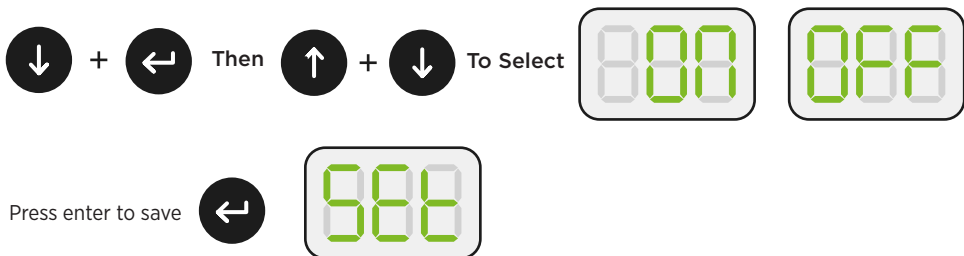 ↓ + ↵ Then ↑ + ↓ To Select ON OFF
Press enter to save ↵ SEt